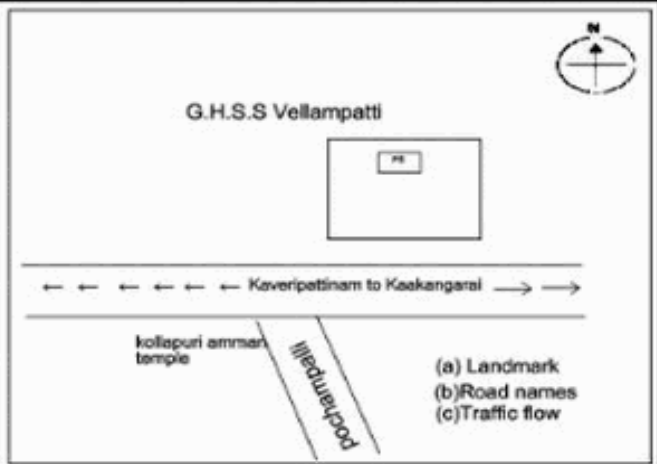 N
G.H.S.S Vellampatti
PS
Kaveripattinam to Kaakangarai
kollapuri amman
temple
pochampalli
(a) Landmark
(b)Road names
(c)Traffic flow